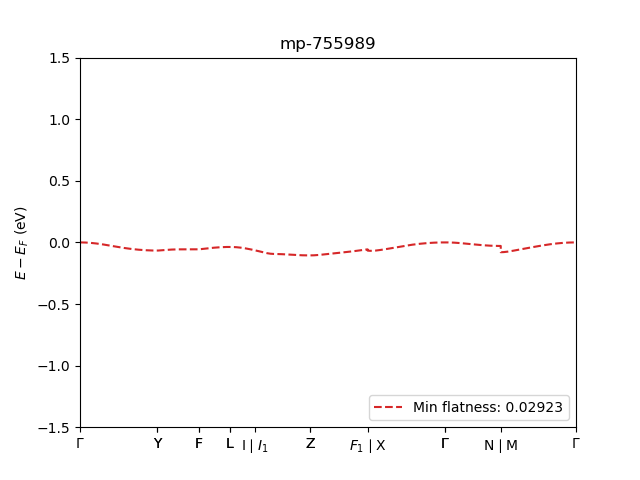 mp-755989
1.5
1.0
0.5
0.0
−0.5
−1.0
−1.5
E − E_F (eV)
Min flatness: 0.02923
Γ Y F L I | I₁ Z F₁ | X Γ N | M Γ